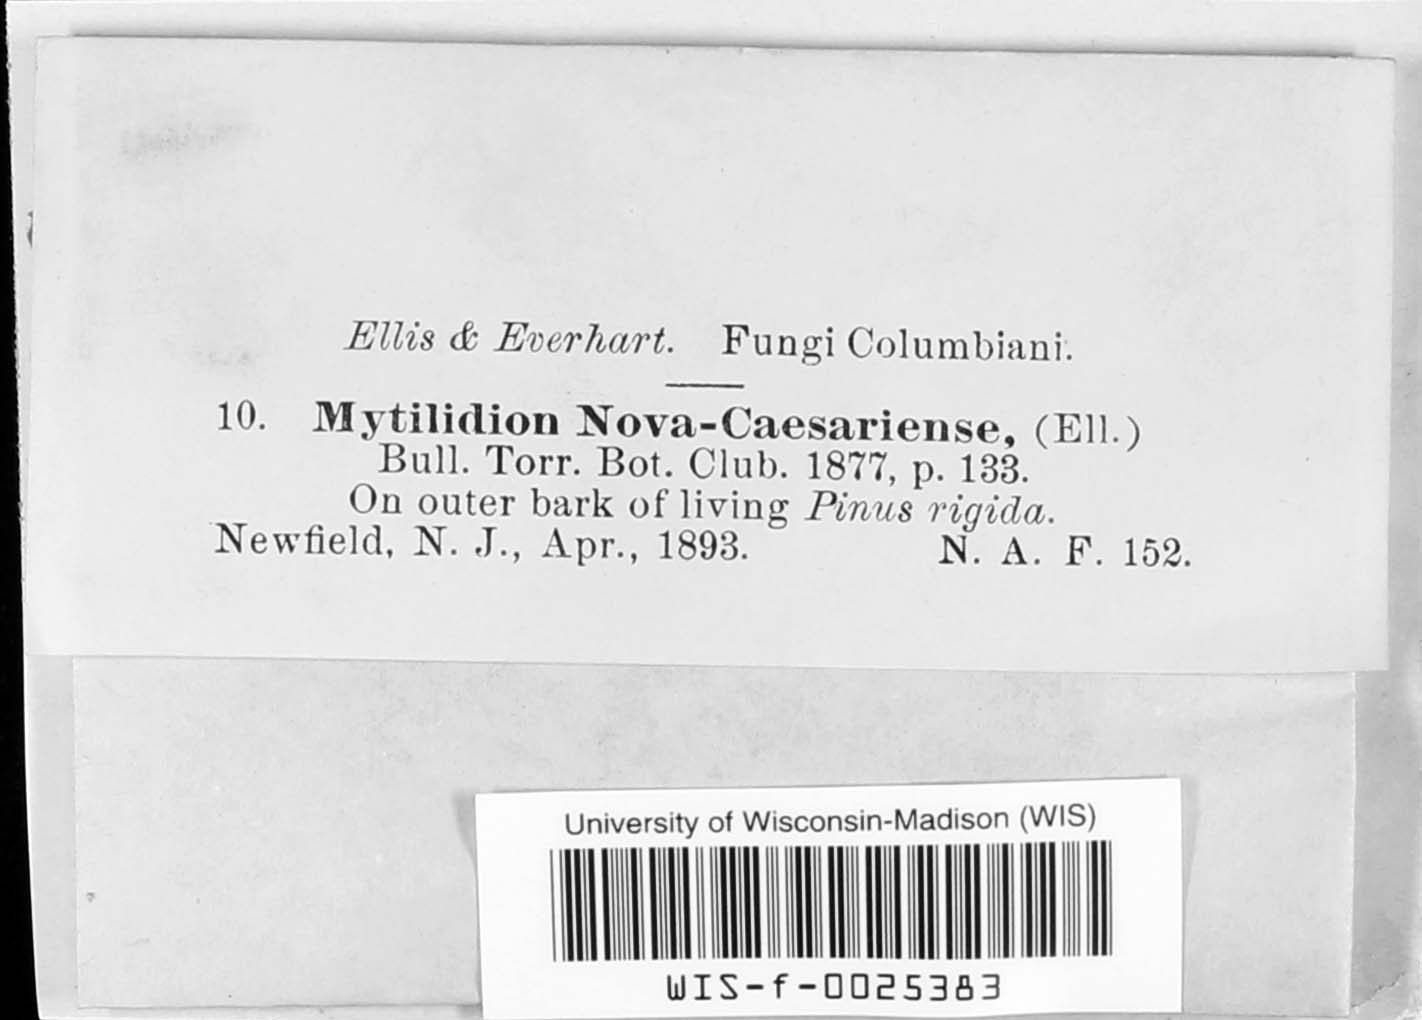 Ellis & Everhart. Fungi Columbiani.
10. Mytilidion Nova-Caesariense, (Ell.)
Bull. Torr. Bot. Club. 1877, p. 133.
On outer bark of living Pinus rigida.
Newfield, N. J., Apr., 1893. N. A. F. 152.
University of Wisconsin-Madison (WIS)
WIS-f-0025383